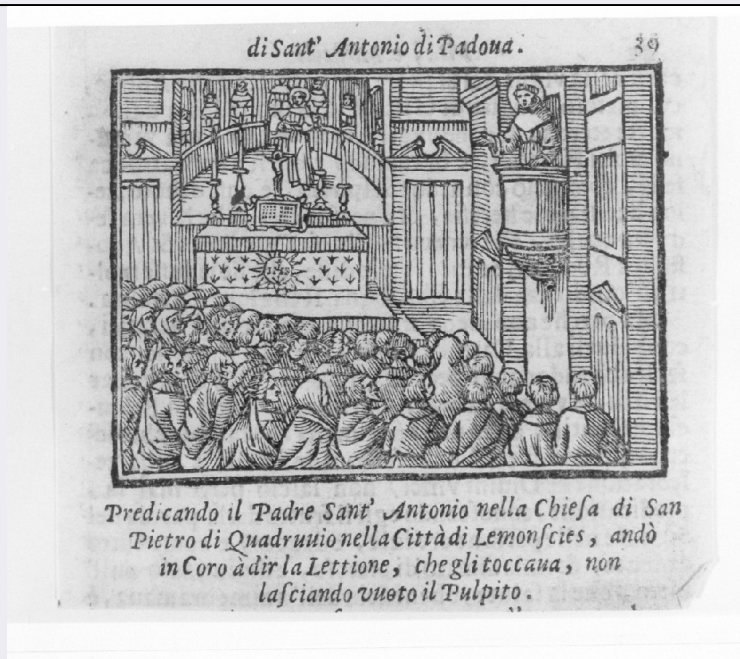 di Sant' Antonio di Padoua. 39
Predicando il Padre Sant' Antonio nella Chieſa di San
Pietro di Quadruuio nella Città di Lemonſcies, andò
in Coro à dir la Lettione, che gli toccaua, non
laſciando vuoto il Pulpito.